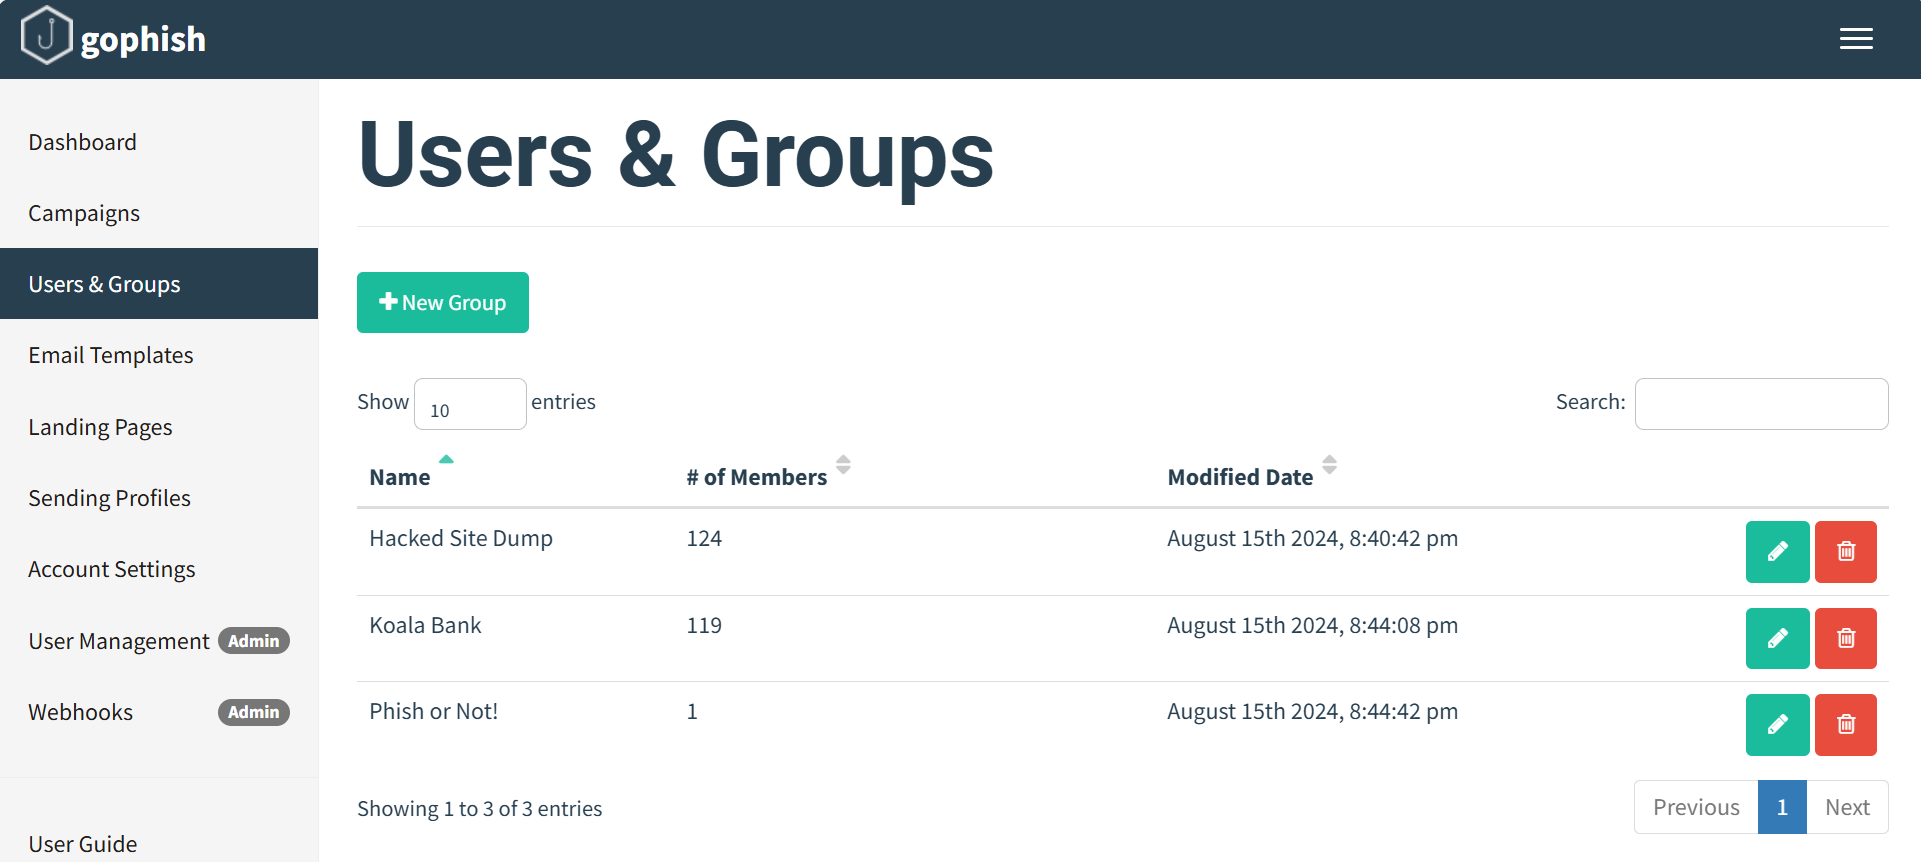 gophish
Dashboard
Campaigns
Users & Groups
Email Templates
Landing Pages
Sending Profiles
Account Settings
User Management Admin
Webhooks Admin
User Guide
Users & Groups
New Group
Show 10 entries
Search:
Name # of Members Modified Date
Hacked Site Dump 124 August 15th 2024, 8:40:42 pm
Koala Bank 119 August 15th 2024, 8:44:08 pm
Phish or Not! 1 August 15th 2024, 8:44:42 pm
Showing 1 to 3 of 3 entries
Previous 1 Next